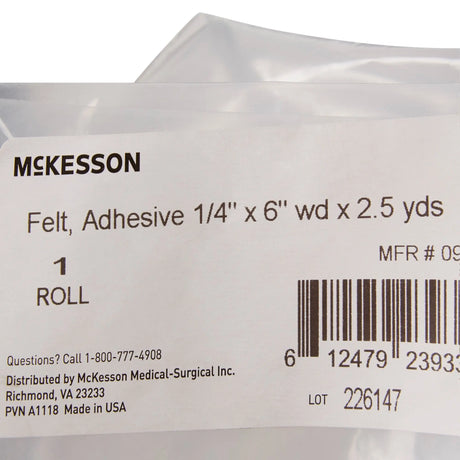 McKESSON
Felt, Adhesive 1/4" x 6" wd x 2.5 yds
1
ROLL
MFR # 09
6 12479 23933
LOT 226147
Questions? Call 1-800-777-4908
Distributed by McKesson Medical-Surgical Inc.
Richmond, VA 23233
PVN A1118 Made in USA